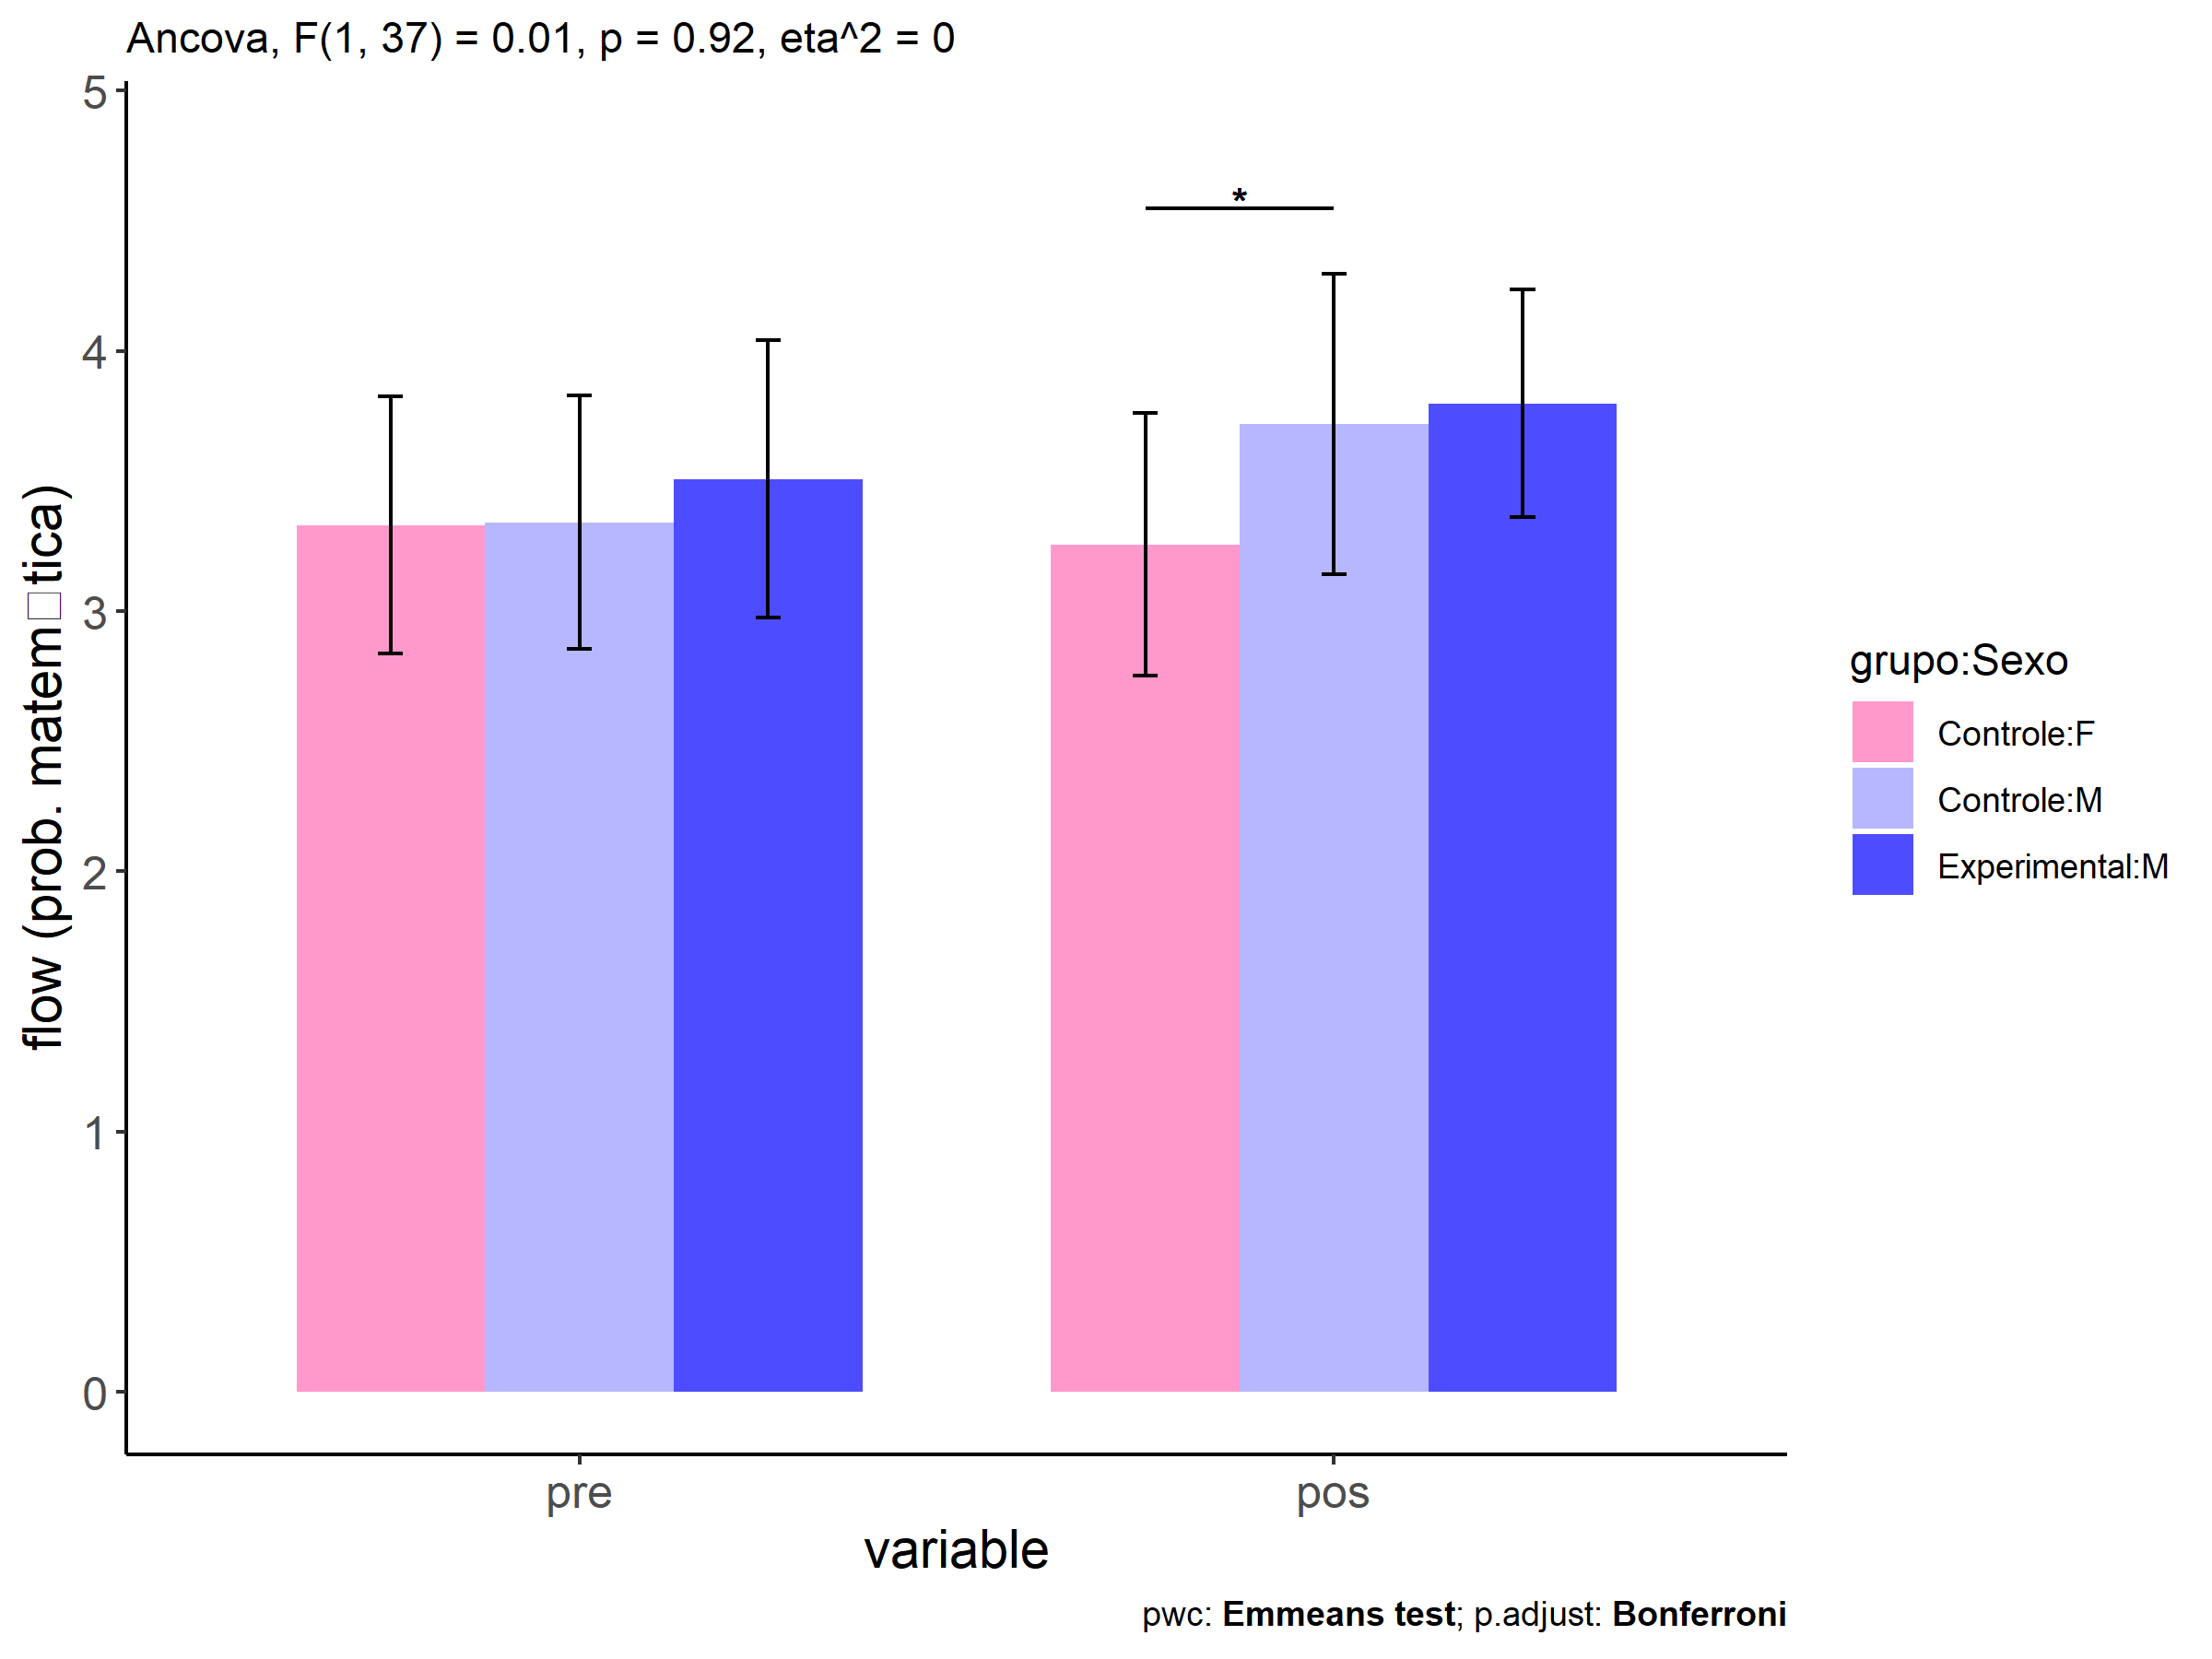 Ancova, F(1, 37) = 0.01, p = 0.92, eta^2 = 0
flow (prob. matem□tica)
5
4
3
2
1
0
*
pre
pos
variable
grupo:Sexo
Controle:F
Controle:M
Experimental:M
pwc: Emmeans test; p.adjust: Bonferroni